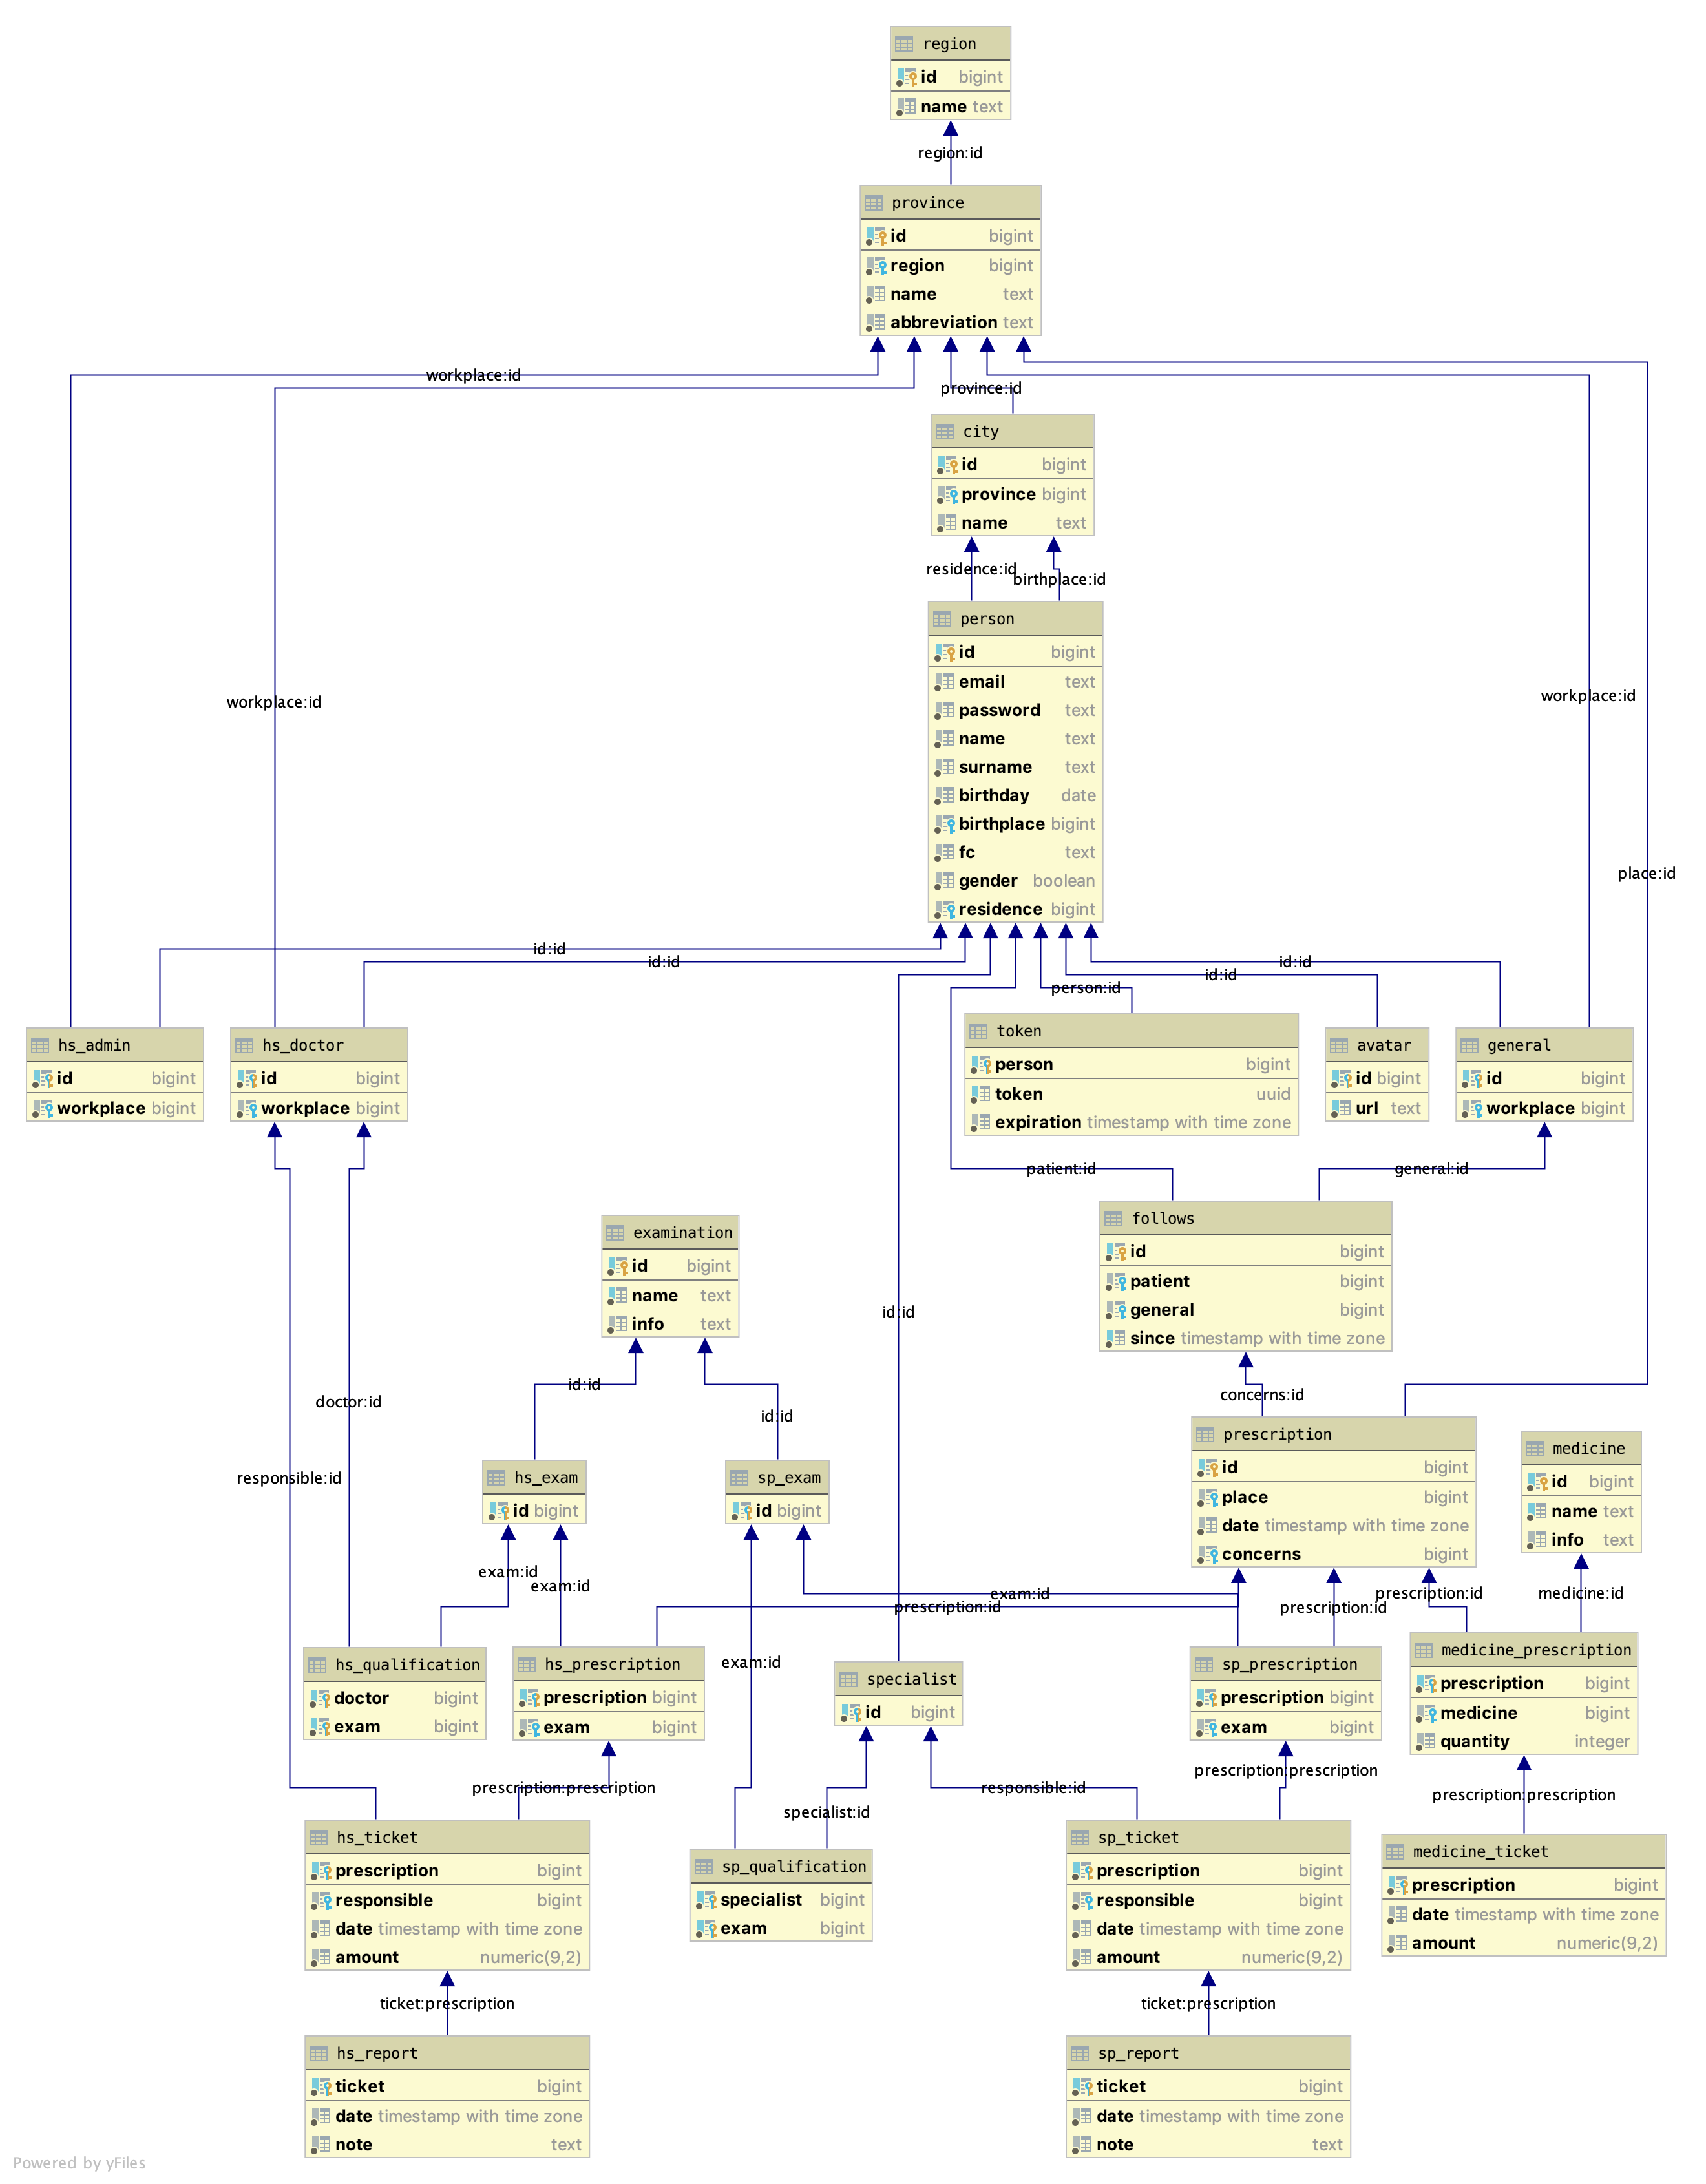 region
id bigint
name text
region:id
province
id bigint
region bigint
name text
abbreviation text
workplace:id
province:id
city
id bigint
province bigint
name text
residence:id
birthplace:id
person
id bigint
email text
password text
name text
surname text
birthday date
birthplace bigint
fc text
gender boolean
residence bigint
workplace:id
workplace:id
place:id
id:id
id:id
id:id
id:id
person:id
hs_admin
id bigint
workplace bigint
hs_doctor
id bigint
workplace bigint
token
person bigint
token uuid
expiration timestamp with time zone
avatar
id bigint
url text
general
id bigint
workplace bigint
patient:id
general:id
examination
id bigint
name text
info text
follows
id bigint
patient bigint
general bigint
since timestamp with time zone
id:id
id:id
id:id
concerns:id
doctor:id
responsible:id
hs_exam
id bigint
sp_exam
id bigint
prescription
id bigint
place bigint
date timestamp with time zone
concerns bigint
medicine
id bigint
name text
info text
exam:id
exam:id
exam:id
prescription:id
prescription:id
prescription:id
medicine:id
exam:id
hs_qualification
doctor bigint
exam bigint
hs_prescription
prescription bigint
exam bigint
specialist
id bigint
sp_prescription
prescription bigint
exam bigint
medicine_prescription
prescription bigint
medicine bigint
quantity integer
prescription:prescription
specialist:id
responsible:id
prescription:prescription
prescription:prescription
hs_ticket
prescription bigint
responsible bigint
date timestamp with time zone
amount numeric(9,2)
sp_qualification
specialist bigint
exam bigint
sp_ticket
prescription bigint
responsible bigint
date timestamp with time zone
amount numeric(9,2)
medicine_ticket
prescription bigint
date timestamp with time zone
amount numeric(9,2)
ticket:prescription
ticket:prescription
hs_report
ticket bigint
date timestamp with time zone
note text
sp_report
ticket bigint
date timestamp with time zone
note text
Powered by yFiles